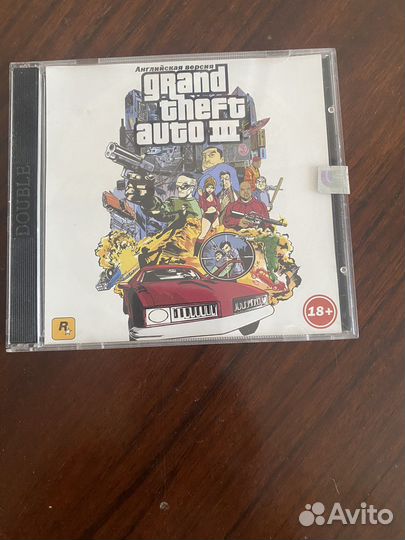 Английская версия
grand
theft
auto III
DOUBLE
R
18+
Avito